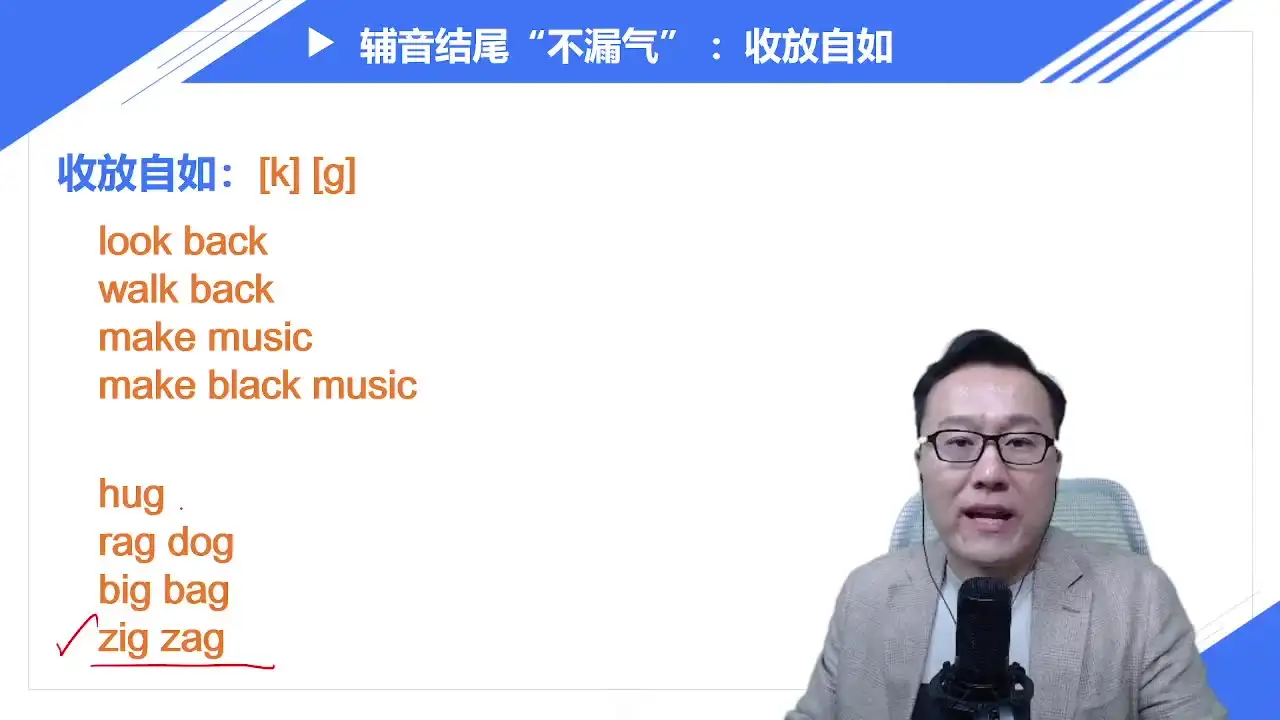 辅音结尾“不漏气”：收放自如
收放自如：[k] [g]
look back
walk back
make music
make black music
hug
rag dog
big bag
zig zag